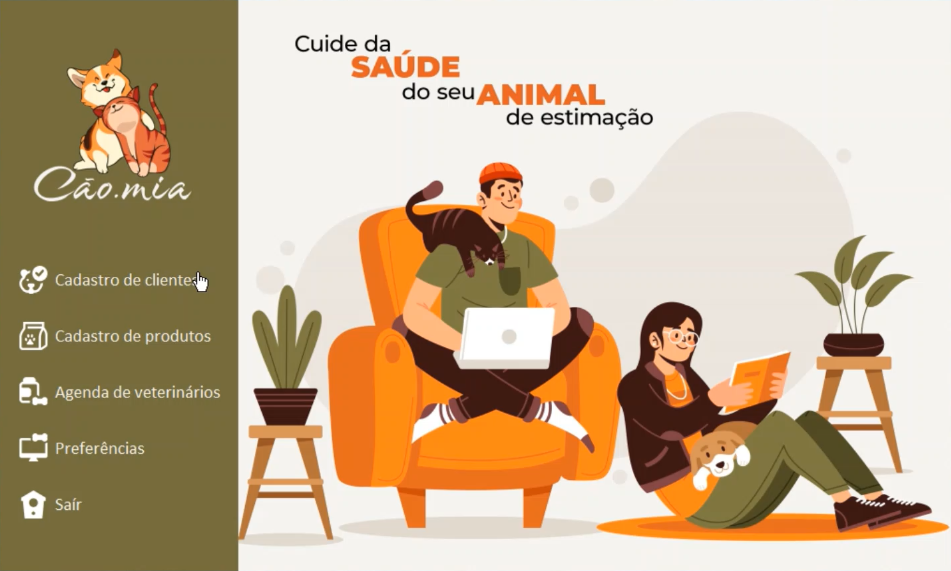 Cão.mia
Cadastro de clientes
Cadastro de produtos
Agenda de veterinários
Preferências
Saír
Cuide da
SAÚDE
do seu ANIMAL
de estimação